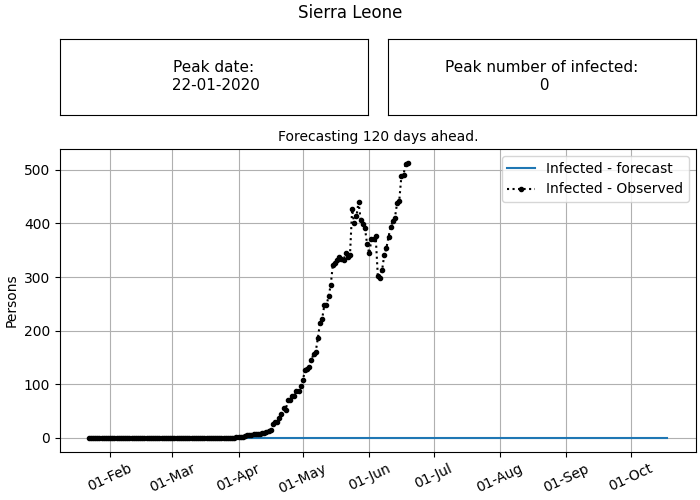 Sierra Leone
Peak date:
22-01-2020
Peak number of infected:
0
Forecasting 120 days ahead.
Infected - forecast
Infected - Observed
Persons
500
400
300
200
100
0
01-Feb
01-Mar
01-Apr
01-May
01-Jun
01-Jul
01-Aug
01-Sep
01-Oct